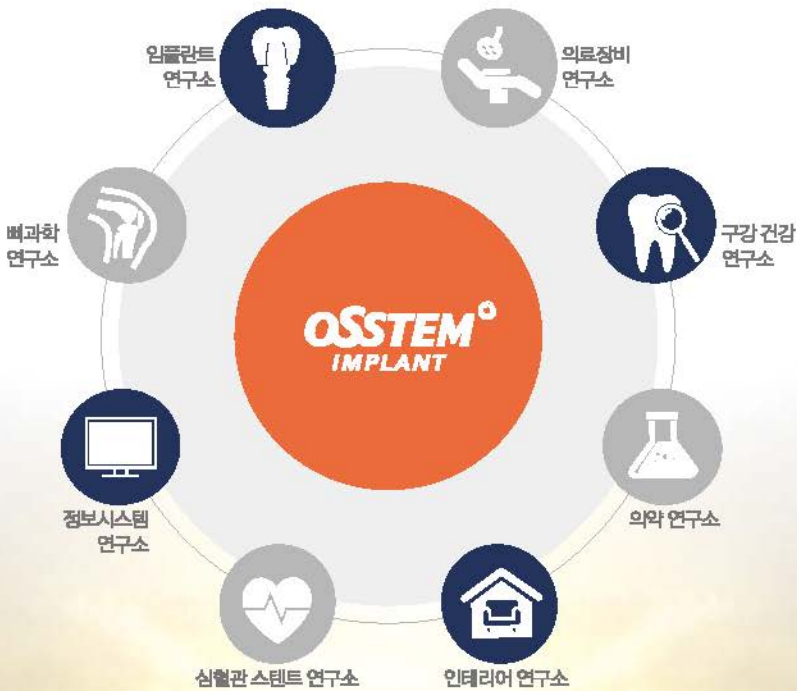 임플란트
연구소
의료장비
연구소
뼈과학
연구소
구강 건강
연구소
OSSTEM
IMPLANT
정보시스템
연구소
의약 연구소
심혈관 스텐트 연구소
인테리어 연구소